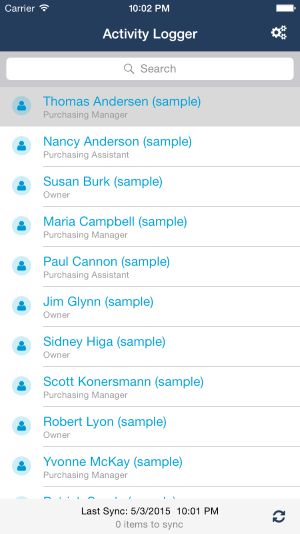 Carrier 10:02 PM
Activity Logger
Search
Thomas Andersen (sample)
Purchasing Manager
Nancy Anderson (sample)
Purchasing Assistant
Susan Burk (sample)
Owner
Maria Campbell (sample)
Purchasing Manager
Paul Cannon (sample)
Purchasing Assistant
Jim Glynn (sample)
Owner
Sidney Higa (sample)
Owner
Scott Konersmann (sample)
Purchasing Manager
Robert Lyon (sample)
Owner
Yvonne McKay (sample)
Purchasing Manager
Last Sync: 5/3/2015 10:01 PM
0 items to sync